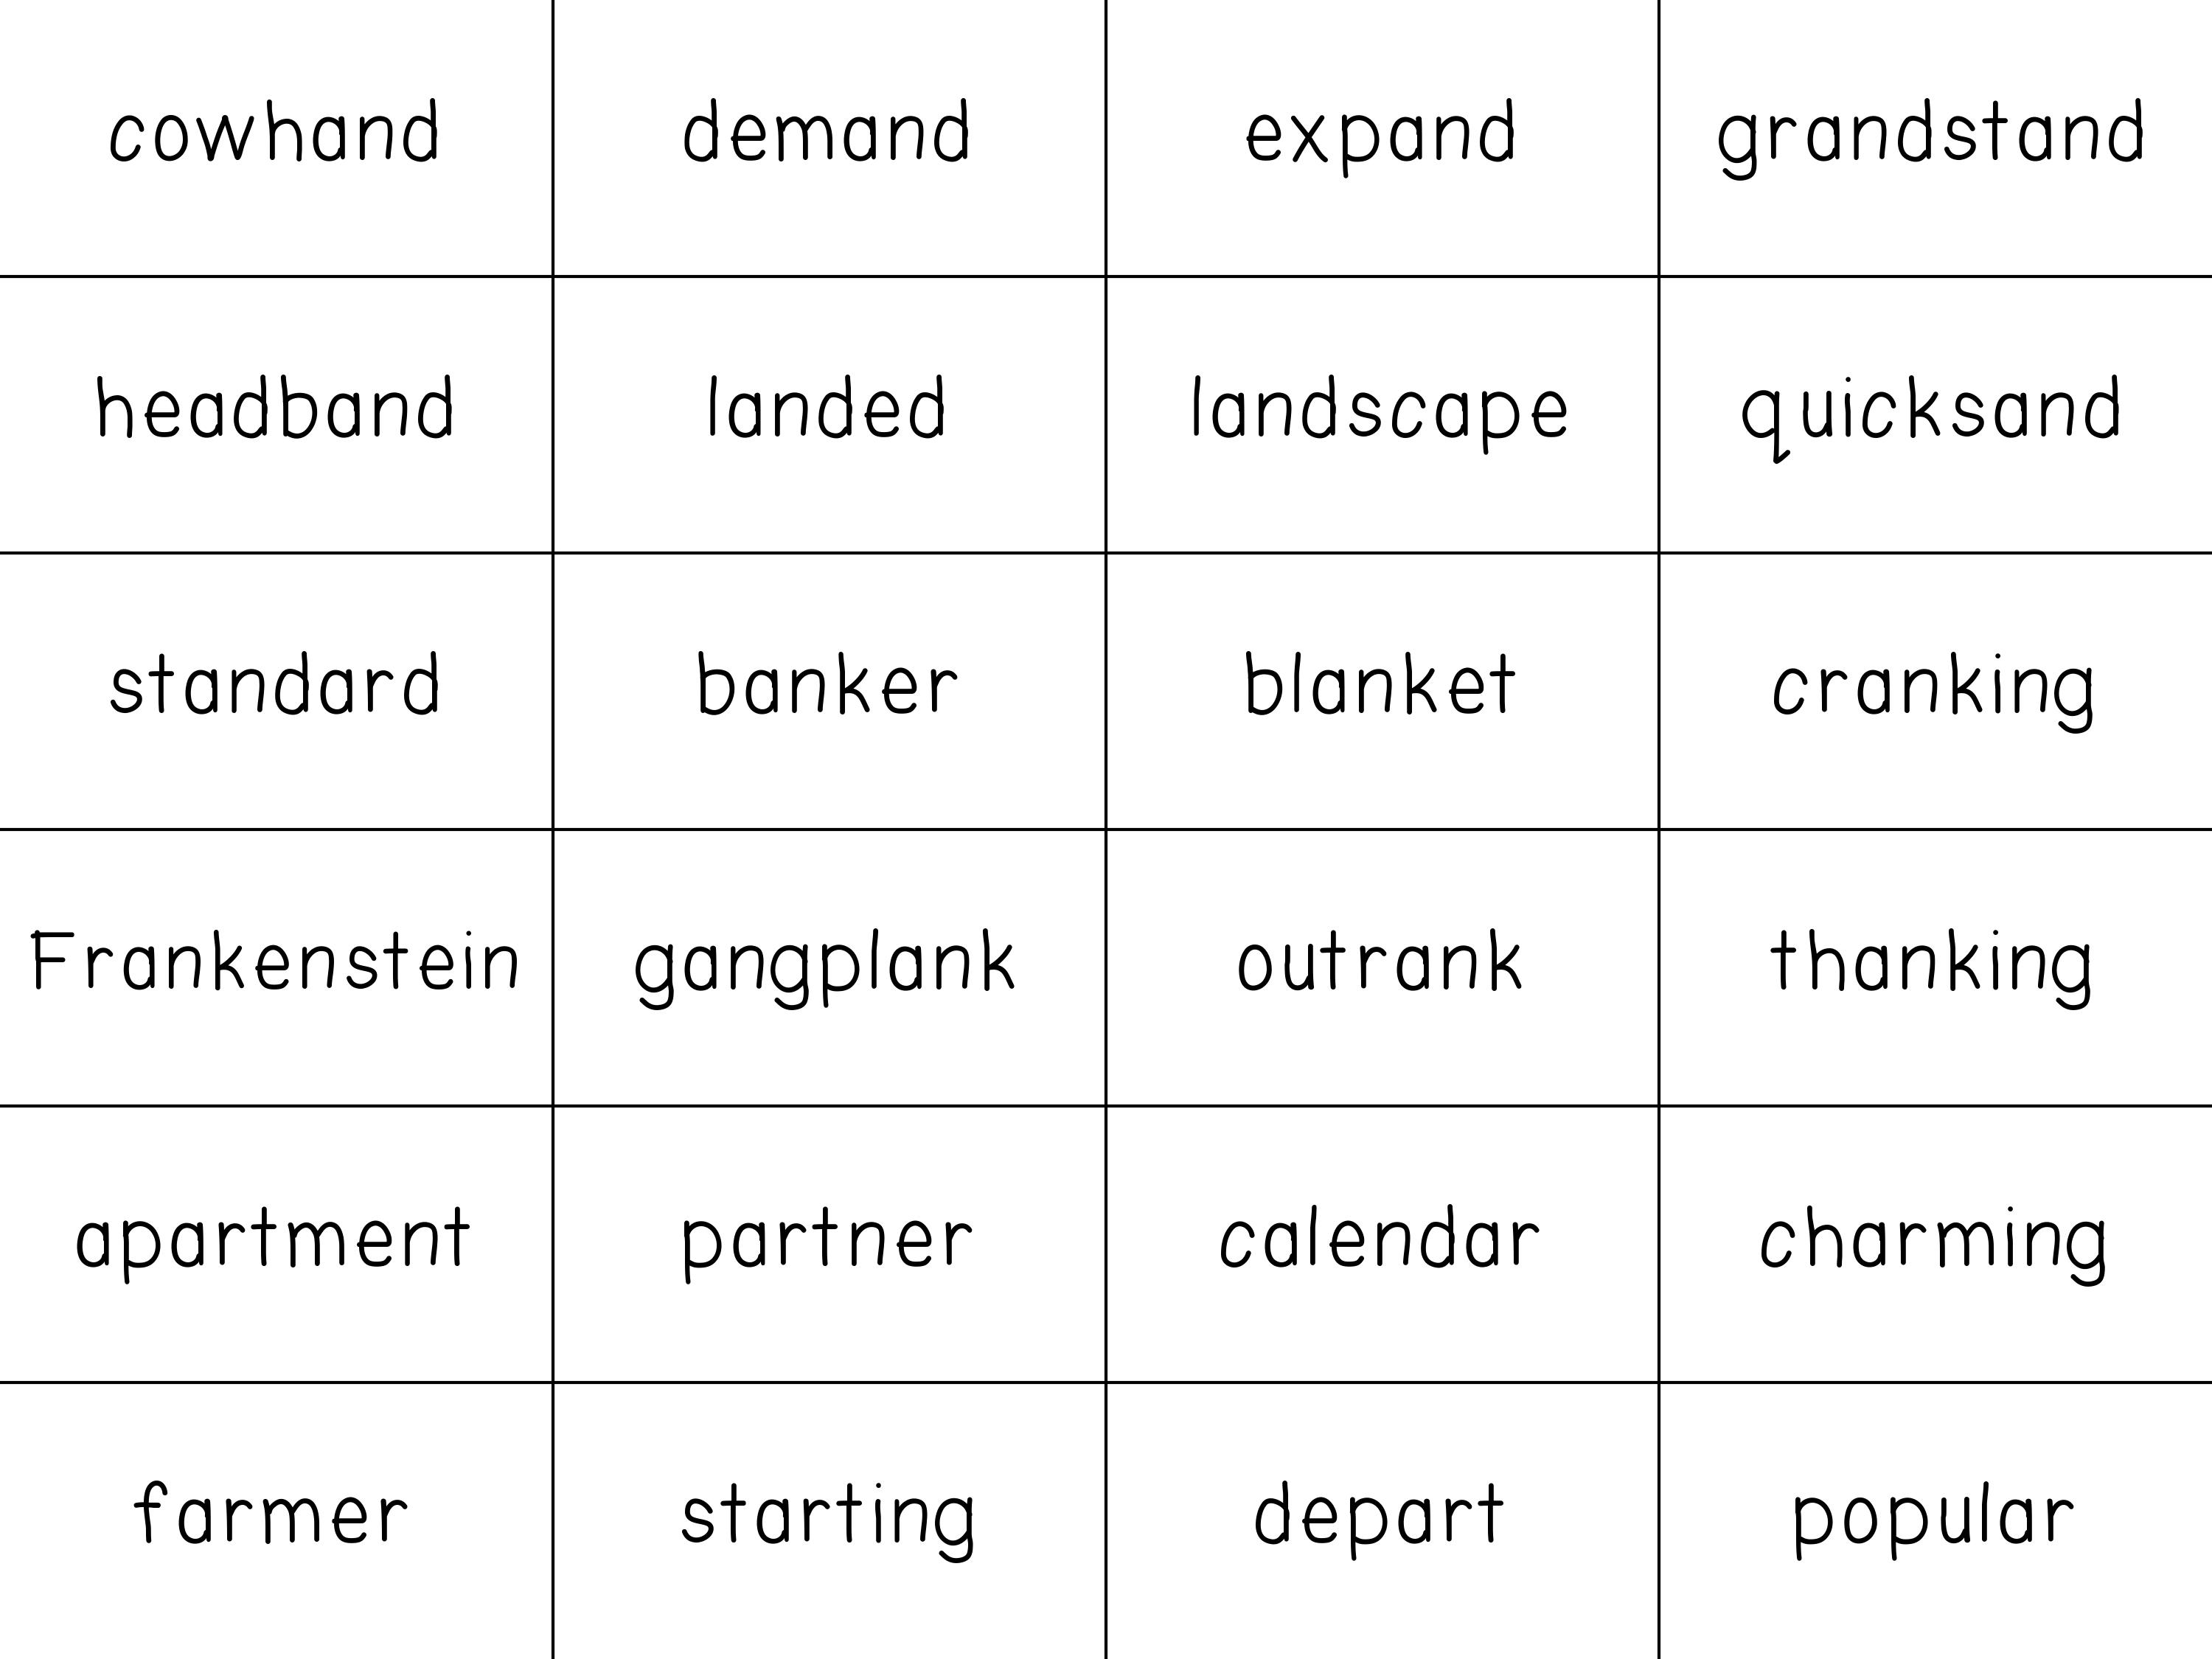 cowhand demand expand grandstand
headband landed landscape quicksand
standard banker blanket cranking
Frankenstein gangplank outrank thanking
apartment partner calendar charming
farmer starting depart popular